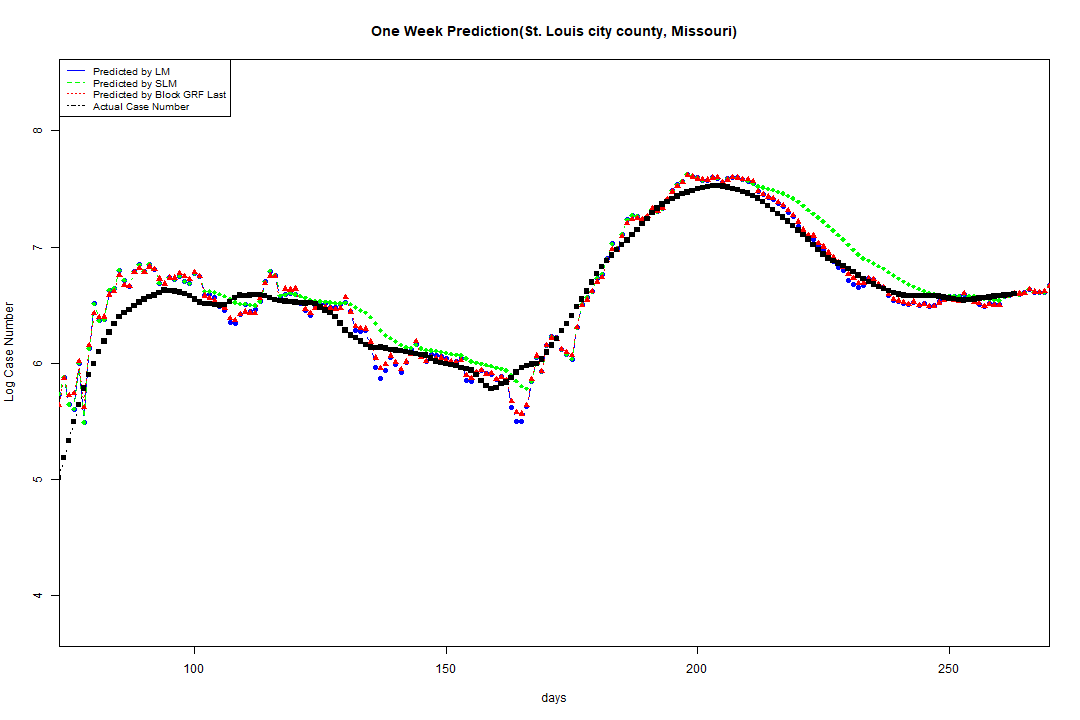 One Week Prediction(St. Louis city county, Missouri)
Predicted by LM
Predicted by SLM
Predicted by Block GRF Last
Actual Case Number
8
7
6
5
4
Log Case Number
100 150 200 250
days